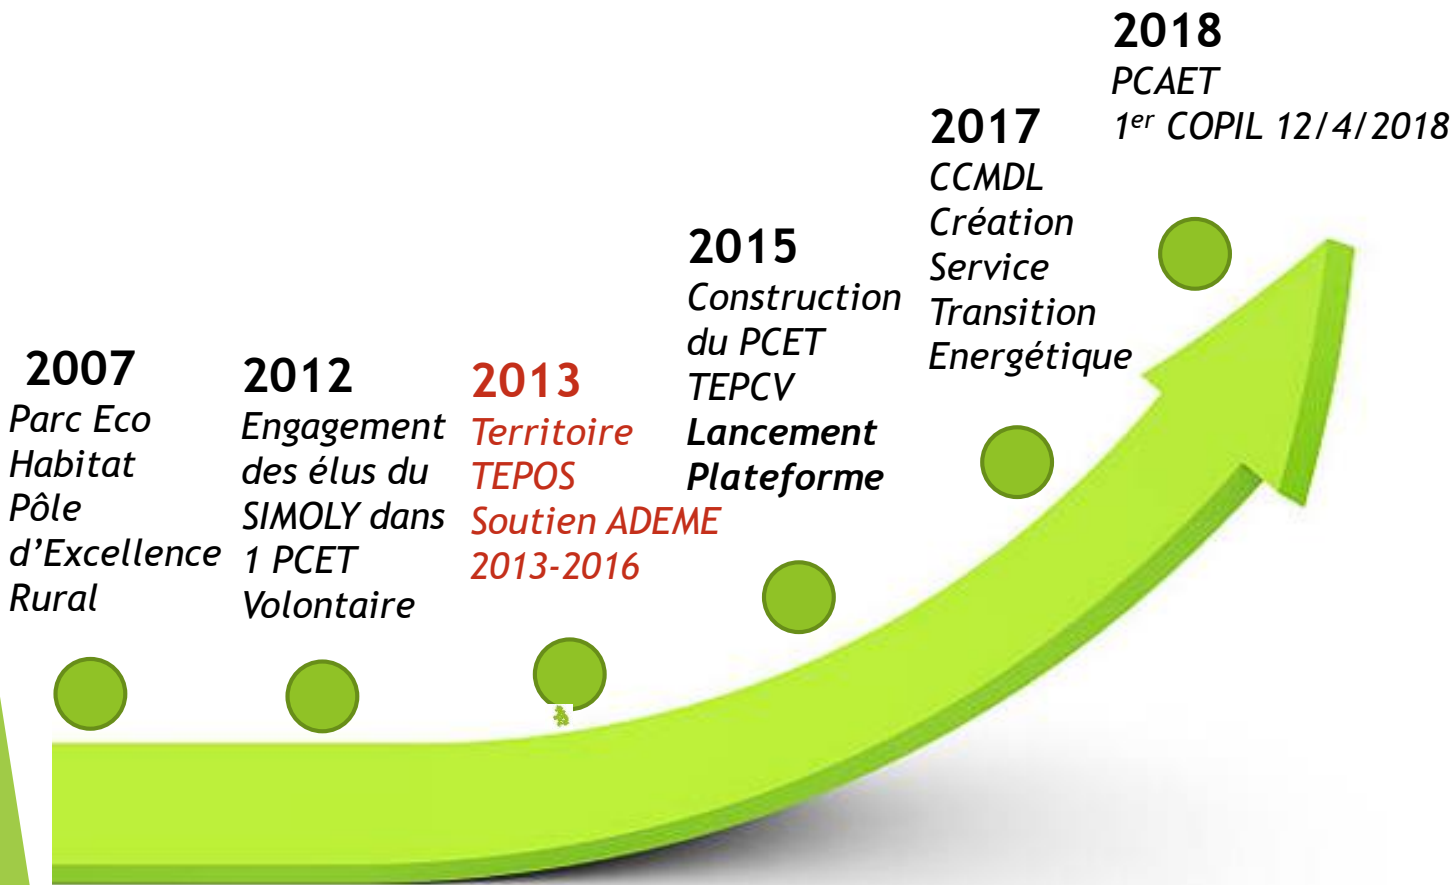 2007
Parc Eco
Habitat
Pôle
d’Excellence
Rural
2012
Engagement
des élus du
SIMOLY dans
1 PCET
Volontaire
2013
Territoire
TEPOS
Soutien ADEME
2013-2016
2015
Construction
du PCET
TEPCV
Lancement
Plateforme
2017
CCMDL
Création
Service
Transition
Energétique
2018
PCAET
1er COPIL 12/4/2018